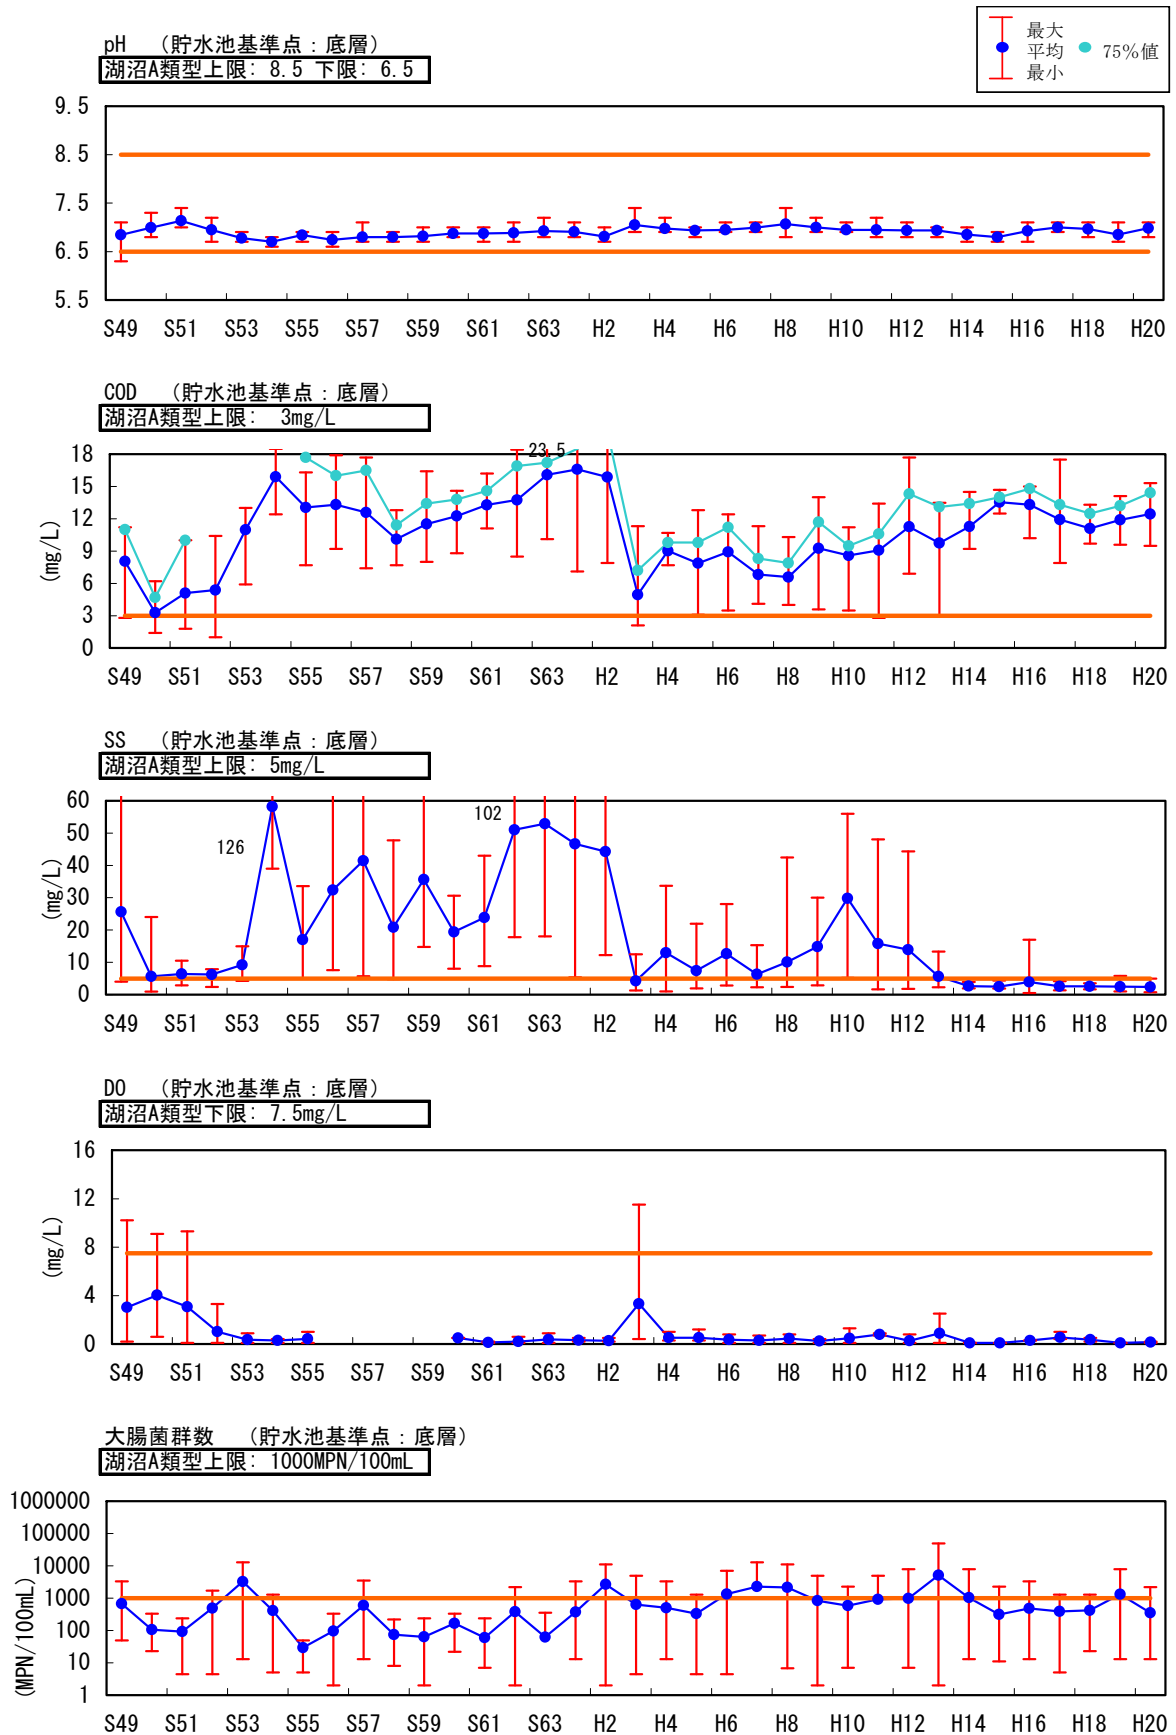 最大
平均
最小
75%値
pH （貯水池基準点：底層）
湖沼A類型上限: 8.5 下限: 6.5
9.5
8.5
7.5
6.5
5.5
S49 S51 S53 S55 S57 S59 S61 S63 H2 H4 H6 H8 H10 H12 H14 H16 H18 H20
COD （貯水池基準点：底層）
湖沼A類型上限: 3mg/L
(mg/L)
18
15
12
9
6
3
0
23.5
S49 S51 S53 S55 S57 S59 S61 S63 H2 H4 H6 H8 H10 H12 H14 H16 H18 H20
SS （貯水池基準点：底層）
湖沼A類型上限: 5mg/L
(mg/L)
60
50
40
30
20
10
0
126
102
S49 S51 S53 S55 S57 S59 S61 S63 H2 H4 H6 H8 H10 H12 H14 H16 H18 H20
DO （貯水池基準点：底層）
湖沼A類型下限: 7.5mg/L
(mg/L)
16
12
8
4
0
S49 S51 S53 S55 S57 S59 S61 S63 H2 H4 H6 H8 H10 H12 H14 H16 H18 H20
大腸菌群数 （貯水池基準点：底層）
湖沼A類型上限: 1000MPN/100mL
(MPN/100mL)
1000000
100000
10000
1000
100
10
1
S49 S51 S53 S55 S57 S59 S61 S63 H2 H4 H6 H8 H10 H12 H14 H16 H18 H20